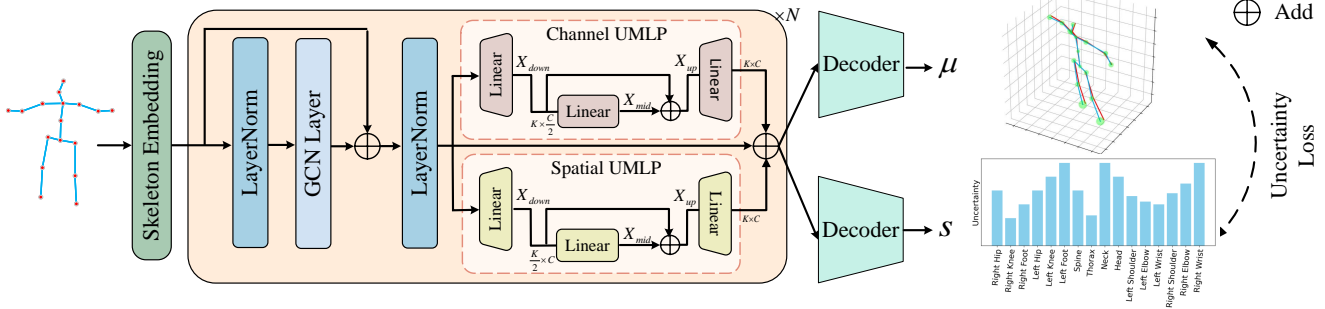 Skeleton Embedding
LayerNorm
GCN Layer
LayerNorm
×N
Channel UMLP
Linear
X_down
K × C/2
Linear
X_mid
X_up
Linear
K×C
Spatial UMLP
Linear
X_down
K/2 × C
Linear
X_mid
X_up
Linear
K×C
Decoder
μ
Decoder
s
Add
Uncertainty
Loss
Uncertainty
Right Hip
Right Knee
Right Foot
Left Hip
Left Knee
Left Foot
Spine
Thorax
Neck
Head
Left Shoulder
Left Elbow
Left Wrist
Right Shoulder
Right Elbow
Right Wrist